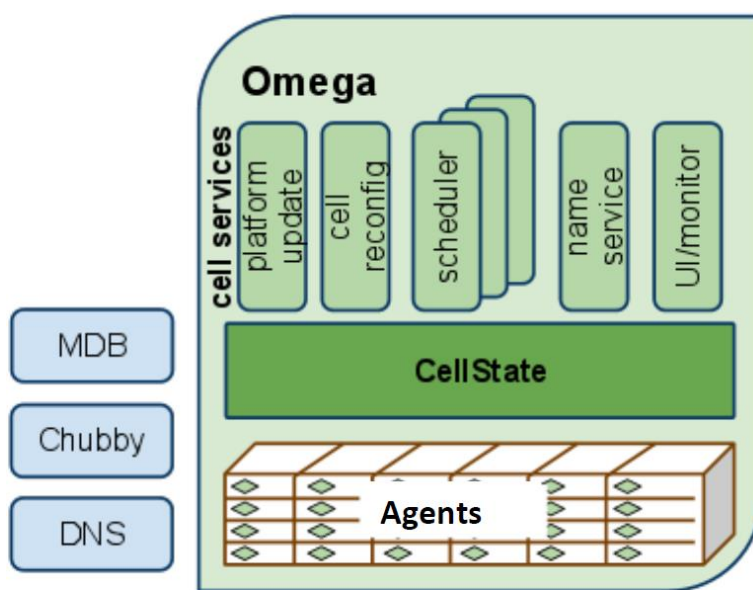 Omega
cell services
platform
update
cell
reconfig
scheduler
name
service
UI/monitor
MDB
CellState
Chubby
Agents
DNS